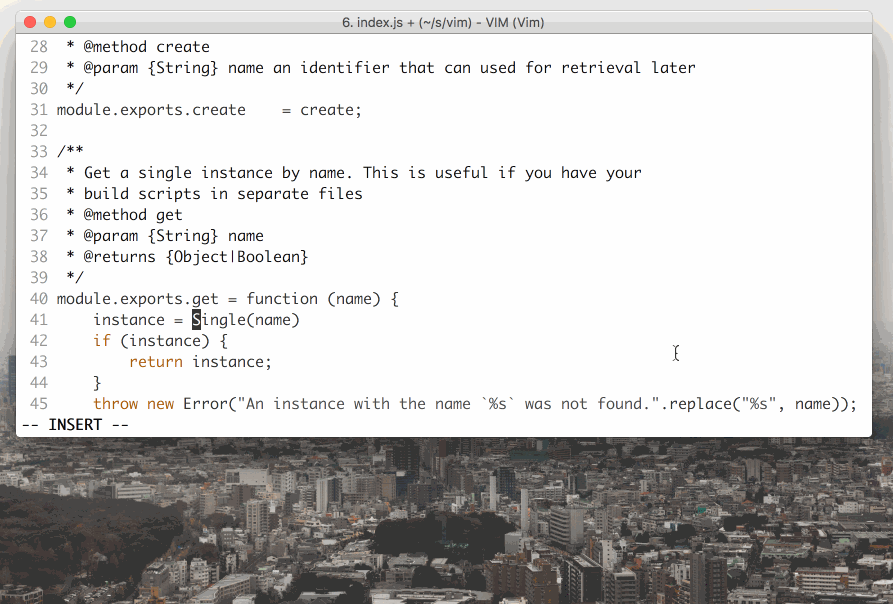 6. index.js + (~/s/vim) - VIM (Vim)
28  * @method create
29  * @param {String} name an identifier that can used for retrieval later
30  */
31 module.exports.create    = create;
32
33 /**
34  * Get a single instance by name. This is useful if you have your
35  * build scripts in separate files
36  * @method get
37  * @param {String} name
38  * @returns {Object|Boolean}
39  */
40 module.exports.get = function (name) {
41     instance = Single(name)
42     if (instance) {
43         return instance;
44     }
45     throw new Error("An instance with the name `%s` was not found.".replace("%s", name));
-- INSERT --